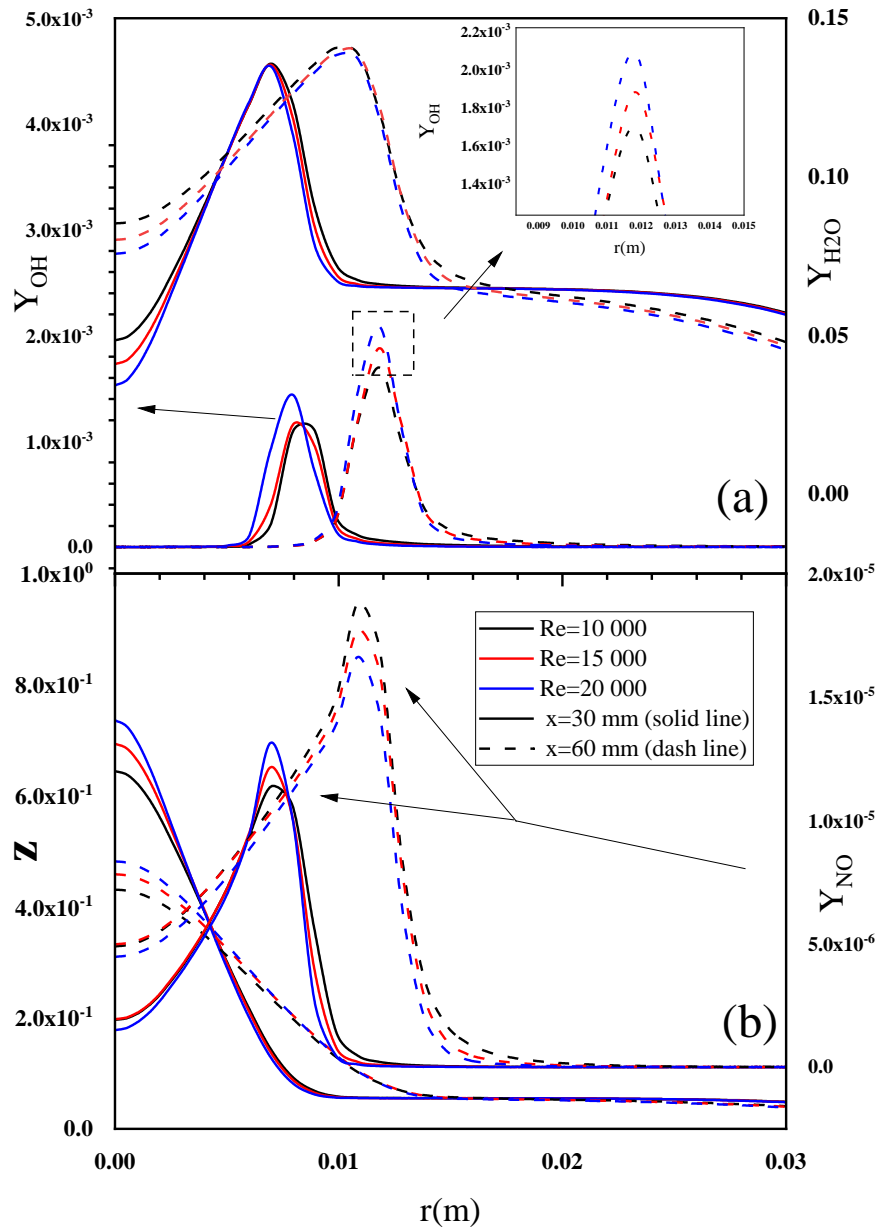 5.0x10⁻³
4.0x10⁻³
3.0x10⁻³
2.0x10⁻³
1.0x10⁻³
0.0
Y_OH
0.15
0.10
0.05
0.00
Y_H2O
2.2x10⁻³
2.0x10⁻³
1.8x10⁻³
1.6x10⁻³
1.4x10⁻³
Y_OH
0.009 0.010 0.011 0.012 0.013 0.014 0.015
r(m)
(a)
1.0x10⁰
8.0x10⁻¹
6.0x10⁻¹
4.0x10⁻¹
2.0x10⁻¹
0.0
Z
2.0x10⁻⁵
1.5x10⁻⁵
1.0x10⁻⁵
5.0x10⁻⁶
0.0
Y_NO
Re=10 000
Re=15 000
Re=20 000
x=30 mm (solid line)
x=60 mm (dash line)
(b)
0.00 0.01 0.02 0.03
r(m)